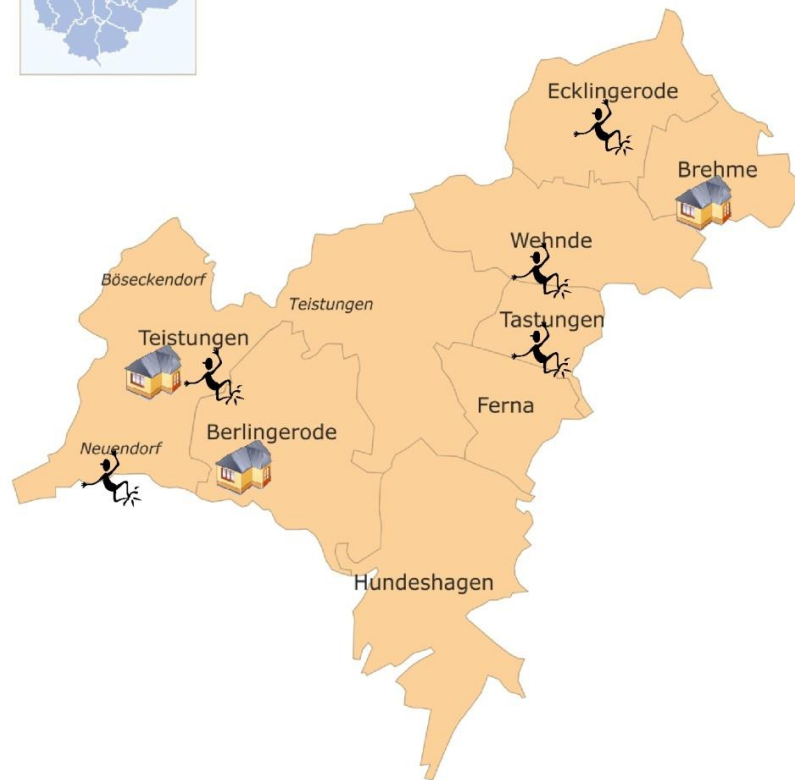 Ecklingerode
Brehme
Wehnde
Böseckendorf
Teistungen
Tastungen
Teistungen
Ferna
Berlingerode
Neuendorf
Hundeshagen